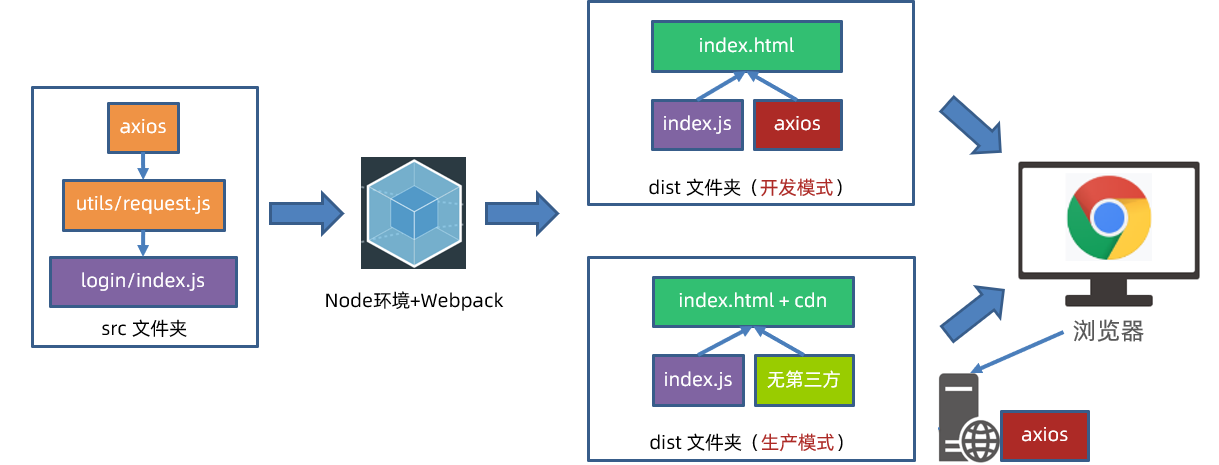 axios
utils/request.js
login/index.js
src 文件夹
Node环境+Webpack
index.html
index.js
axios
dist 文件夹（开发模式）
index.html + cdn
index.js
无第三方
dist 文件夹（生产模式）
浏览器
axios